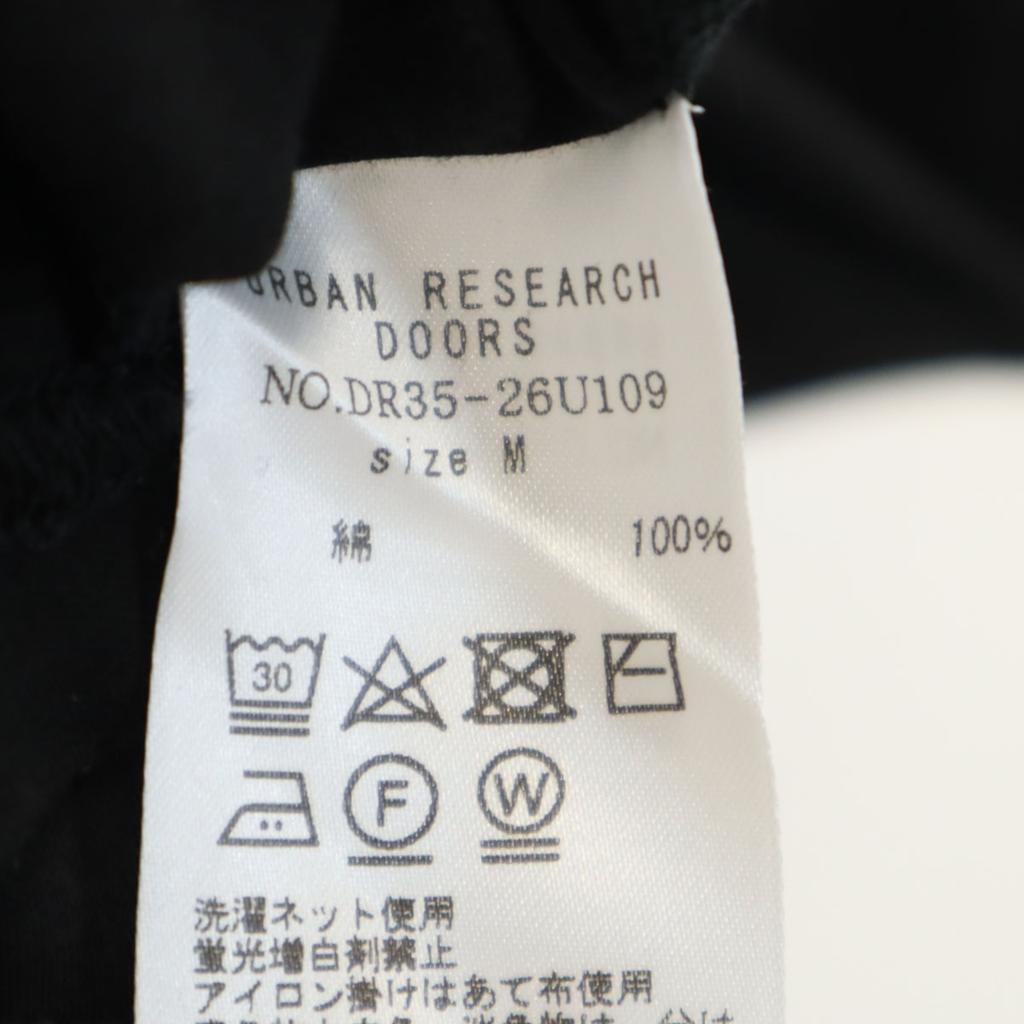 URBAN RESEARCH
DOORS
NO.DR35-26U109
size M
綿 100%
30
F W
洗濯ネット使用
蛍光増白剤禁止
アイロン掛けはあて布使用